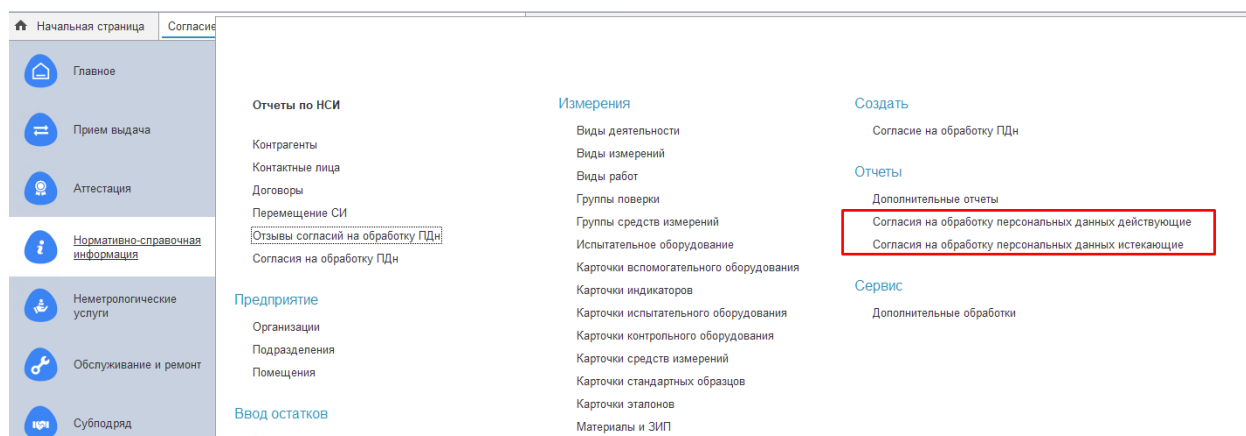 Начальная страница
Согласие
Главное
Прием выдача
Аттестация
Нормативно-справочная
информация
Неметрологические
услуги
Обслуживание и ремонт
Субподряд
Отчеты по НСИ
Контрагенты
Контактные лица
Договоры
Перемещение СИ
Отзывы согласий на обработку ПДн
Согласия на обработку ПДн
Предприятие
Организации
Подразделения
Помещения
Ввод остатков
Измерения
Виды деятельности
Виды измерений
Виды работ
Группы поверки
Группы средств измерений
Испытательное оборудование
Карточки вспомогательного оборудования
Карточки индикаторов
Карточки испытательного оборудования
Карточки контрольного оборудования
Карточки средств измерений
Карточки стандартных образцов
Карточки эталонов
Материалы и ЗИП
Создать
Согласие на обработку ПДн
Отчеты
Дополнительные отчеты
Согласия на обработку персональных данных действующие
Согласия на обработку персональных данных истекающие
Сервис
Дополнительные обработки